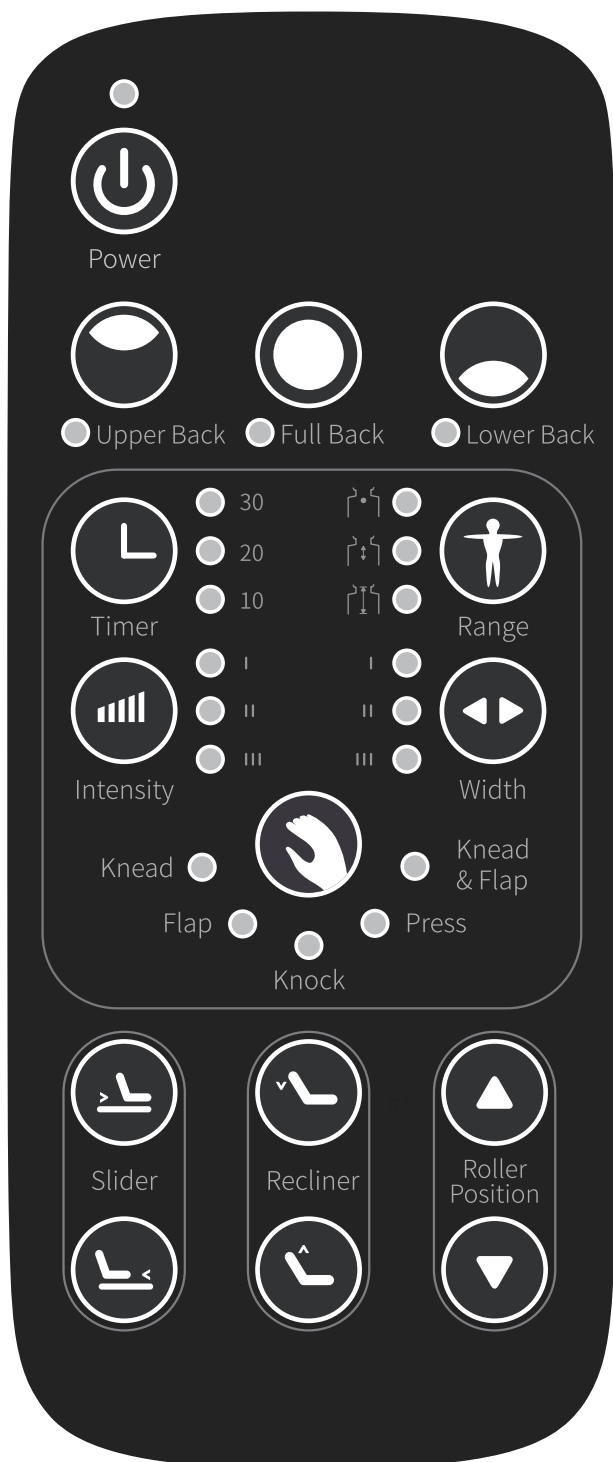 Power
Upper Back
Full Back
Lower Back
30
20
10
Timer
Range
I
I
II
II
III
III
Intensity
Width
Knead
Knead
& Flap
Flap
Press
Knock
Slider
Recliner
Roller
Position